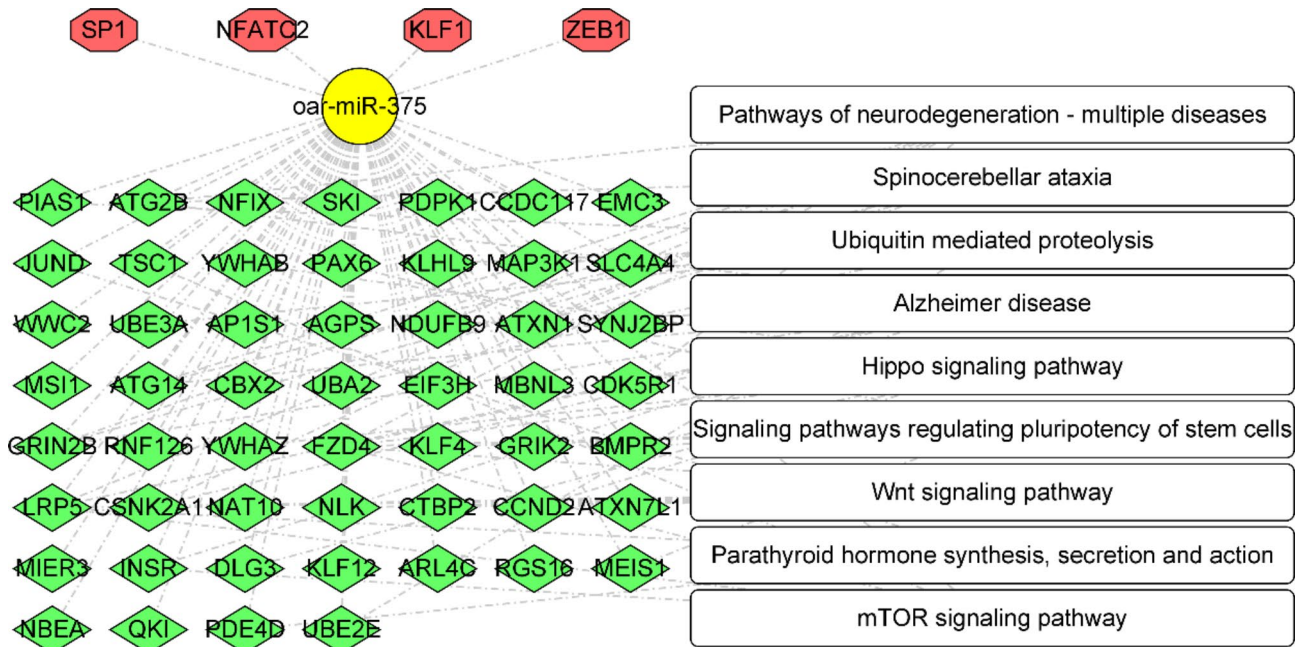 SP1 NFATC2 KLF1 ZEB1
oar-miR-375
Pathways of neurodegeneration - multiple diseases
Spinocerebellar ataxia
Ubiquitin mediated proteolysis
Alzheimer disease
Hippo signaling pathway
Signaling pathways regulating pluripotency of stem cells
Wnt signaling pathway
Parathyroid hormone synthesis, secretion and action
mTOR signaling pathway
PIAS1 ATG2B NFIX SKI PDPK1 CCDC117 EMC3
JUND TSC1 YWHAB PAX6 KLHL9 MAP3K1 SLC4A4
WWC2 UBE3A AP1S1 AGPS NDUFB9 ATXN1 SYNJ2BP
MSI1 ATG14 CBX2 UBA2 EIF3H MBNL3 CDK5R1
GRIN2B RNF126 YWHAZ FZD4 KLF4 GRIK2 BMPR2
LRP5 CSNK2A1 NAT10 NLK CTBP2 CCND2 ATXN7L1
MIER3 INSR DLG3 KLF12 ARL4C RGS16 MEIS1
NBEA QKI PDE4D UBE2E